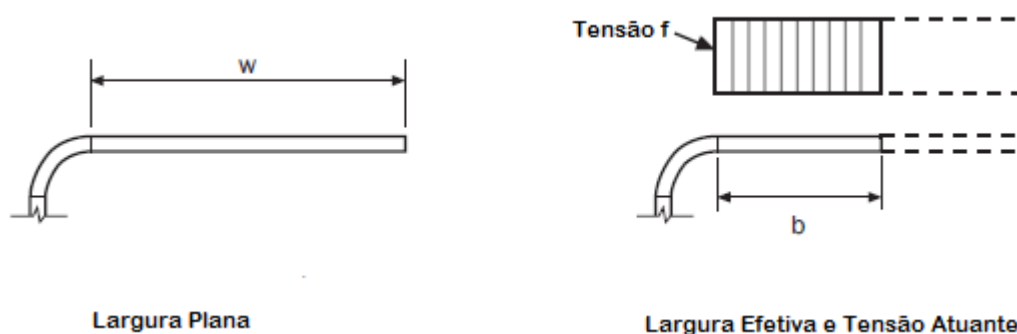 Tensão f
w
b
Largura Plana
Largura Efetiva e Tensão Atuante